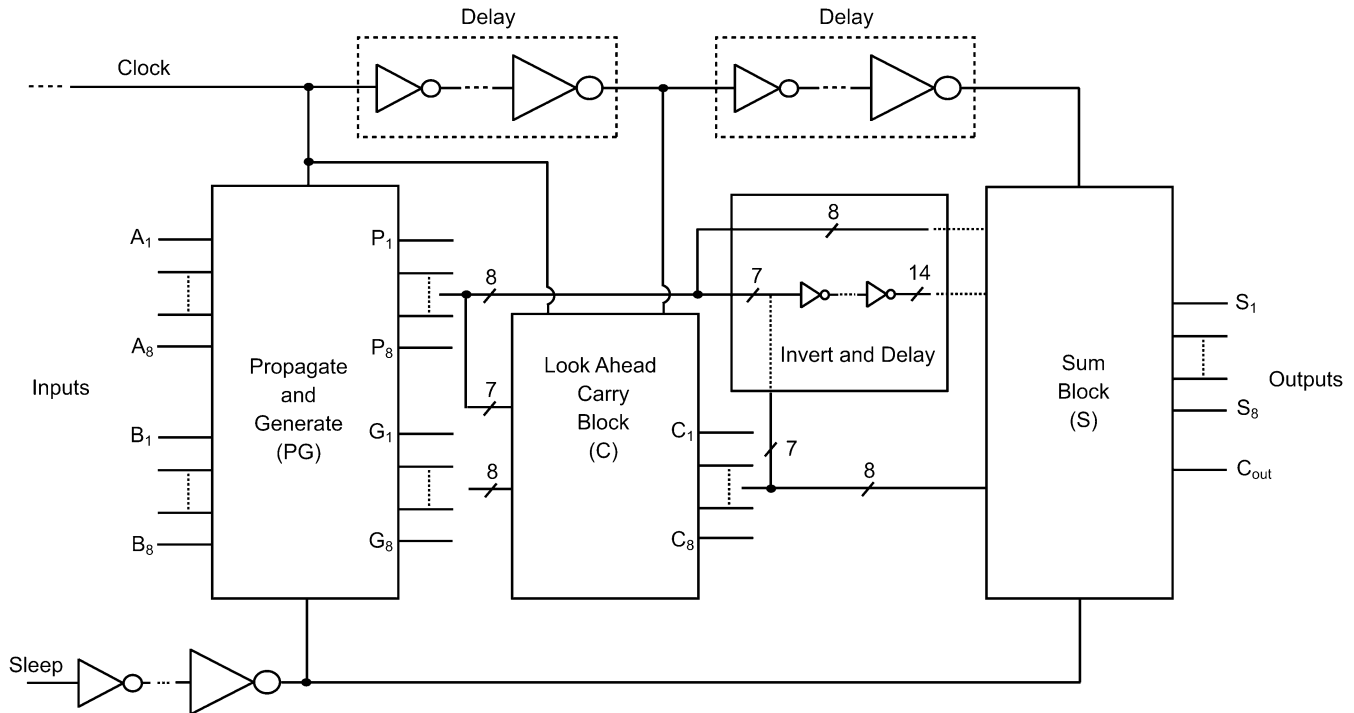 Delay
Delay
Clock
A1
P1
8
8
7
14
8
S1
A8
P8
Invert and Delay
Propagate
and
Generate
(PG)
Look Ahead
Carry
Block
(C)
Sum
Block
(S)
Inputs
Outputs
7
S8
B1
G1
C1
7
8
8
Cout
B8
G8
C8
Sleep